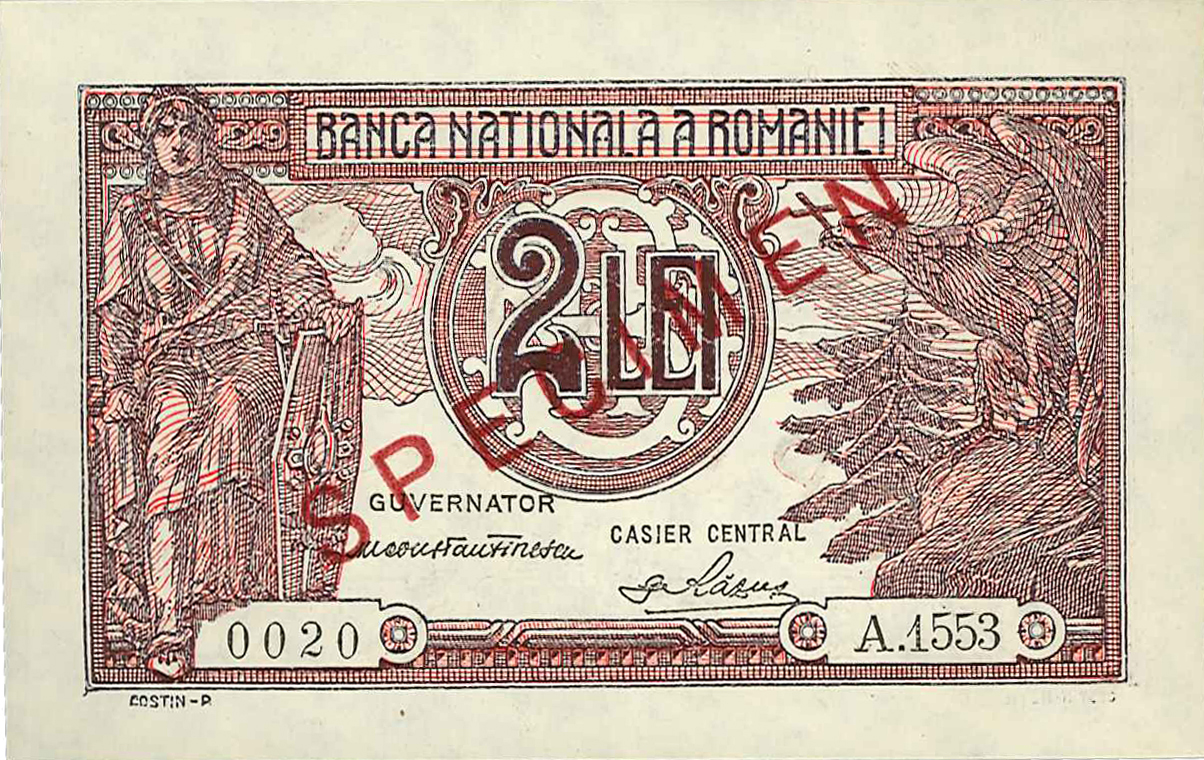 BANCA NATIONALA A ROMANIEI
2 LEI
SPECIMEN
GUVERNATOR
CASIER CENTRAL
0020
A.1553
COSTIN-P.